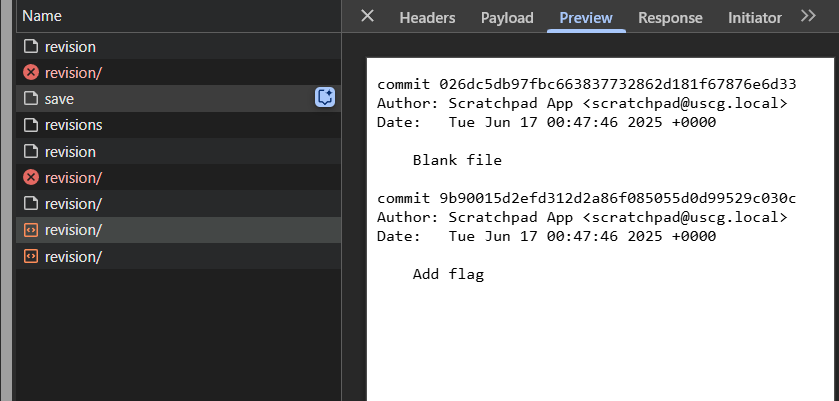 Name
revision
revision/
save
revisions
revision
revision/
revision/
revision/
revision/
Headers Payload Preview Response Initiator
commit 026dc5db97fbc663837732862d181f67876e6d33
Author: Scratchpad App <scratchpad@uscg.local>
Date:   Tue Jun 17 00:47:46 2025 +0000
Blank file
commit 9b90015d2efd312d2a86f085055d0d99529c030c
Author: Scratchpad App <scratchpad@uscg.local>
Date:   Tue Jun 17 00:47:46 2025 +0000
Add flag